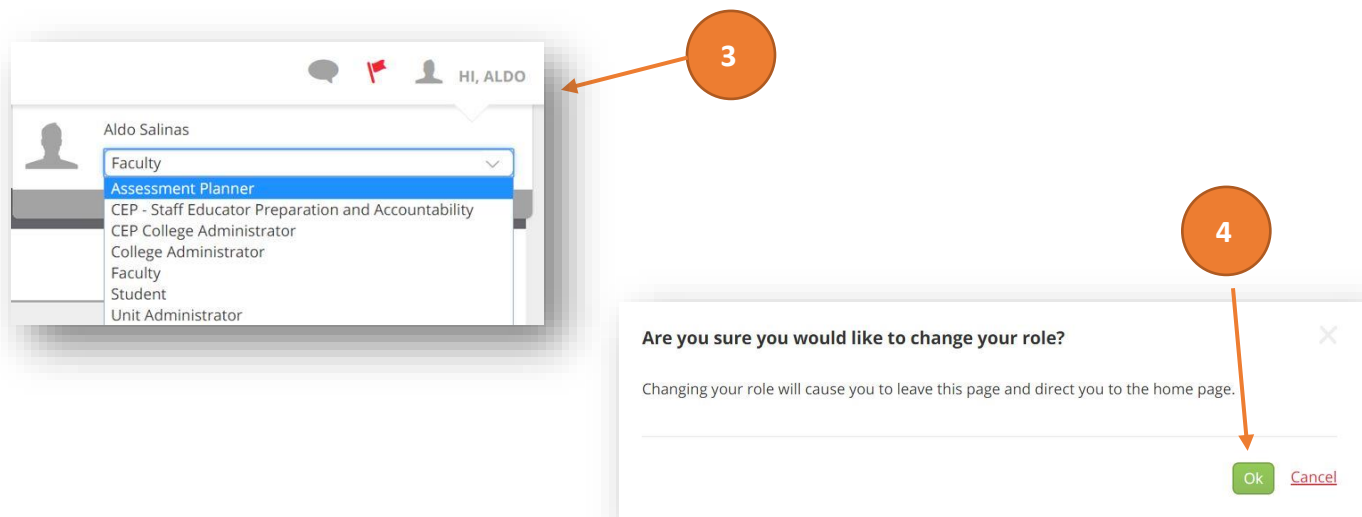 3
HI, ALDO
Aldo Salinas
Faculty
Assessment Planner
CEP - Staff Educator Preparation and Accountability
CEP College Administrator
College Administrator
Faculty
Student
Unit Administrator
4
Are you sure you would like to change your role?
Changing your role will cause you to leave this page and direct you to the home page.
Ok Cancel